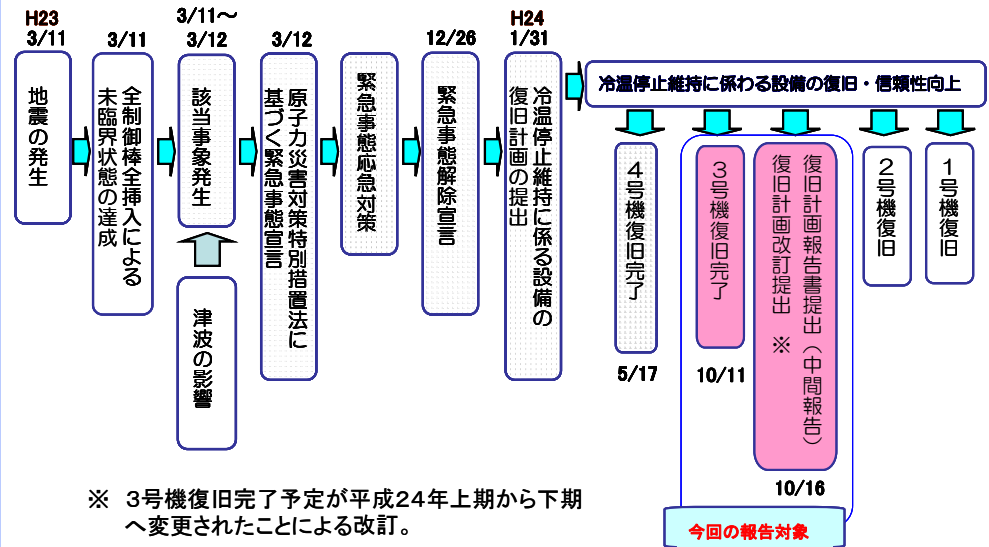 H23
3/11
地震の発生
3/11
全制御棒全挿入による
未臨界状態の達成
3/11～
3/12
該当事象発生
津波の影響
3/12
原子力災害対策特別措置法に
基づく緊急事態宣言
緊急事態応急対策
12/26
緊急事態解除宣言
H24
1/31
冷温停止維持に係る設備の
復旧計画の提出
冷温停止維持に係わる設備の復旧・信頼性向上
４号機復旧完了
5/17
３号機復旧完了
10/11
復旧計画報告書提出（中間報告）
復旧計画改訂提出　※
10/16
２号機復旧
１号機復旧
今回の報告対象
※　３号機復旧完了予定が平成２４年上期から下期
へ変更されたことによる改訂。